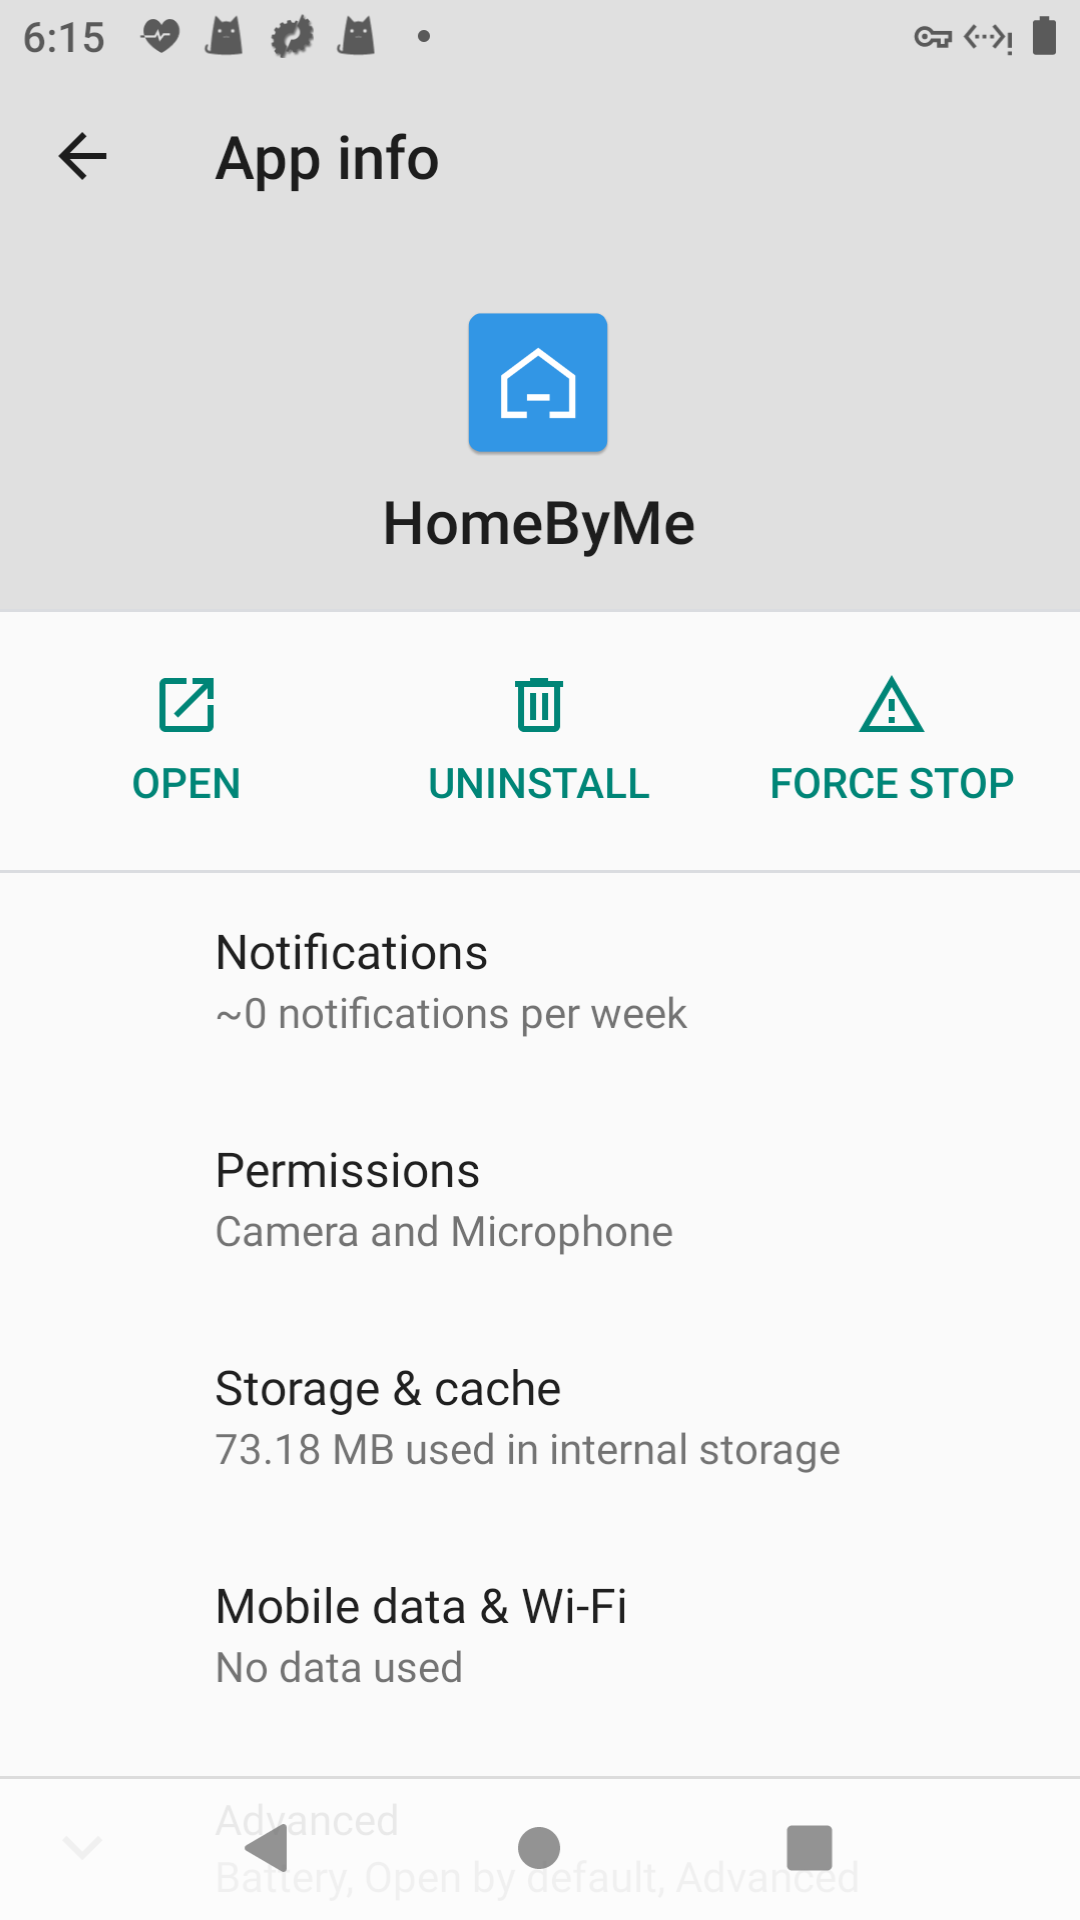 6:15
App info
HomeByMe
OPEN
UNINSTALL
FORCE STOP
Notifications
~0 notifications per week
Permissions
Camera and Microphone
Storage & cache
73.18 MB used in internal storage
Mobile data & Wi-Fi
No data used
Advanced
Battery, Open by default, Advanced